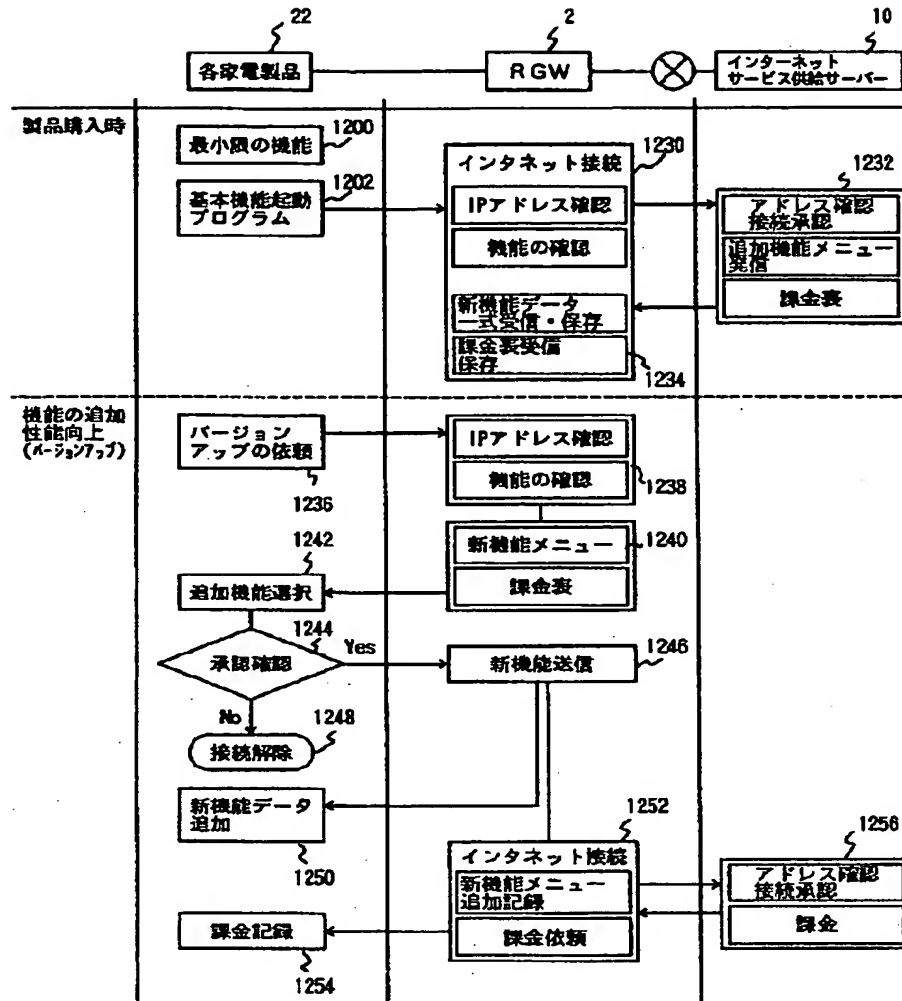 22
2
10
各家電製品
RGW
インターネット
サービス供給サーバー
製品購入時
最小限の機能
1200
基本機能起動
プログラム
1202
インタネット接続
1230
IPアドレス確認
機能の確認
新機能データ
一式受信・保存
課金表受信
保存
1234
1232
アドレス確認
接続承認
追加機能メニュー
発信
課金表
機能の追加
性能向上
(バージョンアップ)
バージョン
アップの依頼
1236
IPアドレス確認
機能の確認
1238
新機能メニュー
1240
課金表
1242
追加機能選択
1244
承認確認
Yes
新機能送信
1246
No
1248
接続解除
新機能データ
追加
1250
1252
インタネット接続
新機能メニュー
追加記録
課金依頼
1256
アドレス確認
接続承認
課金
課金記録
1254